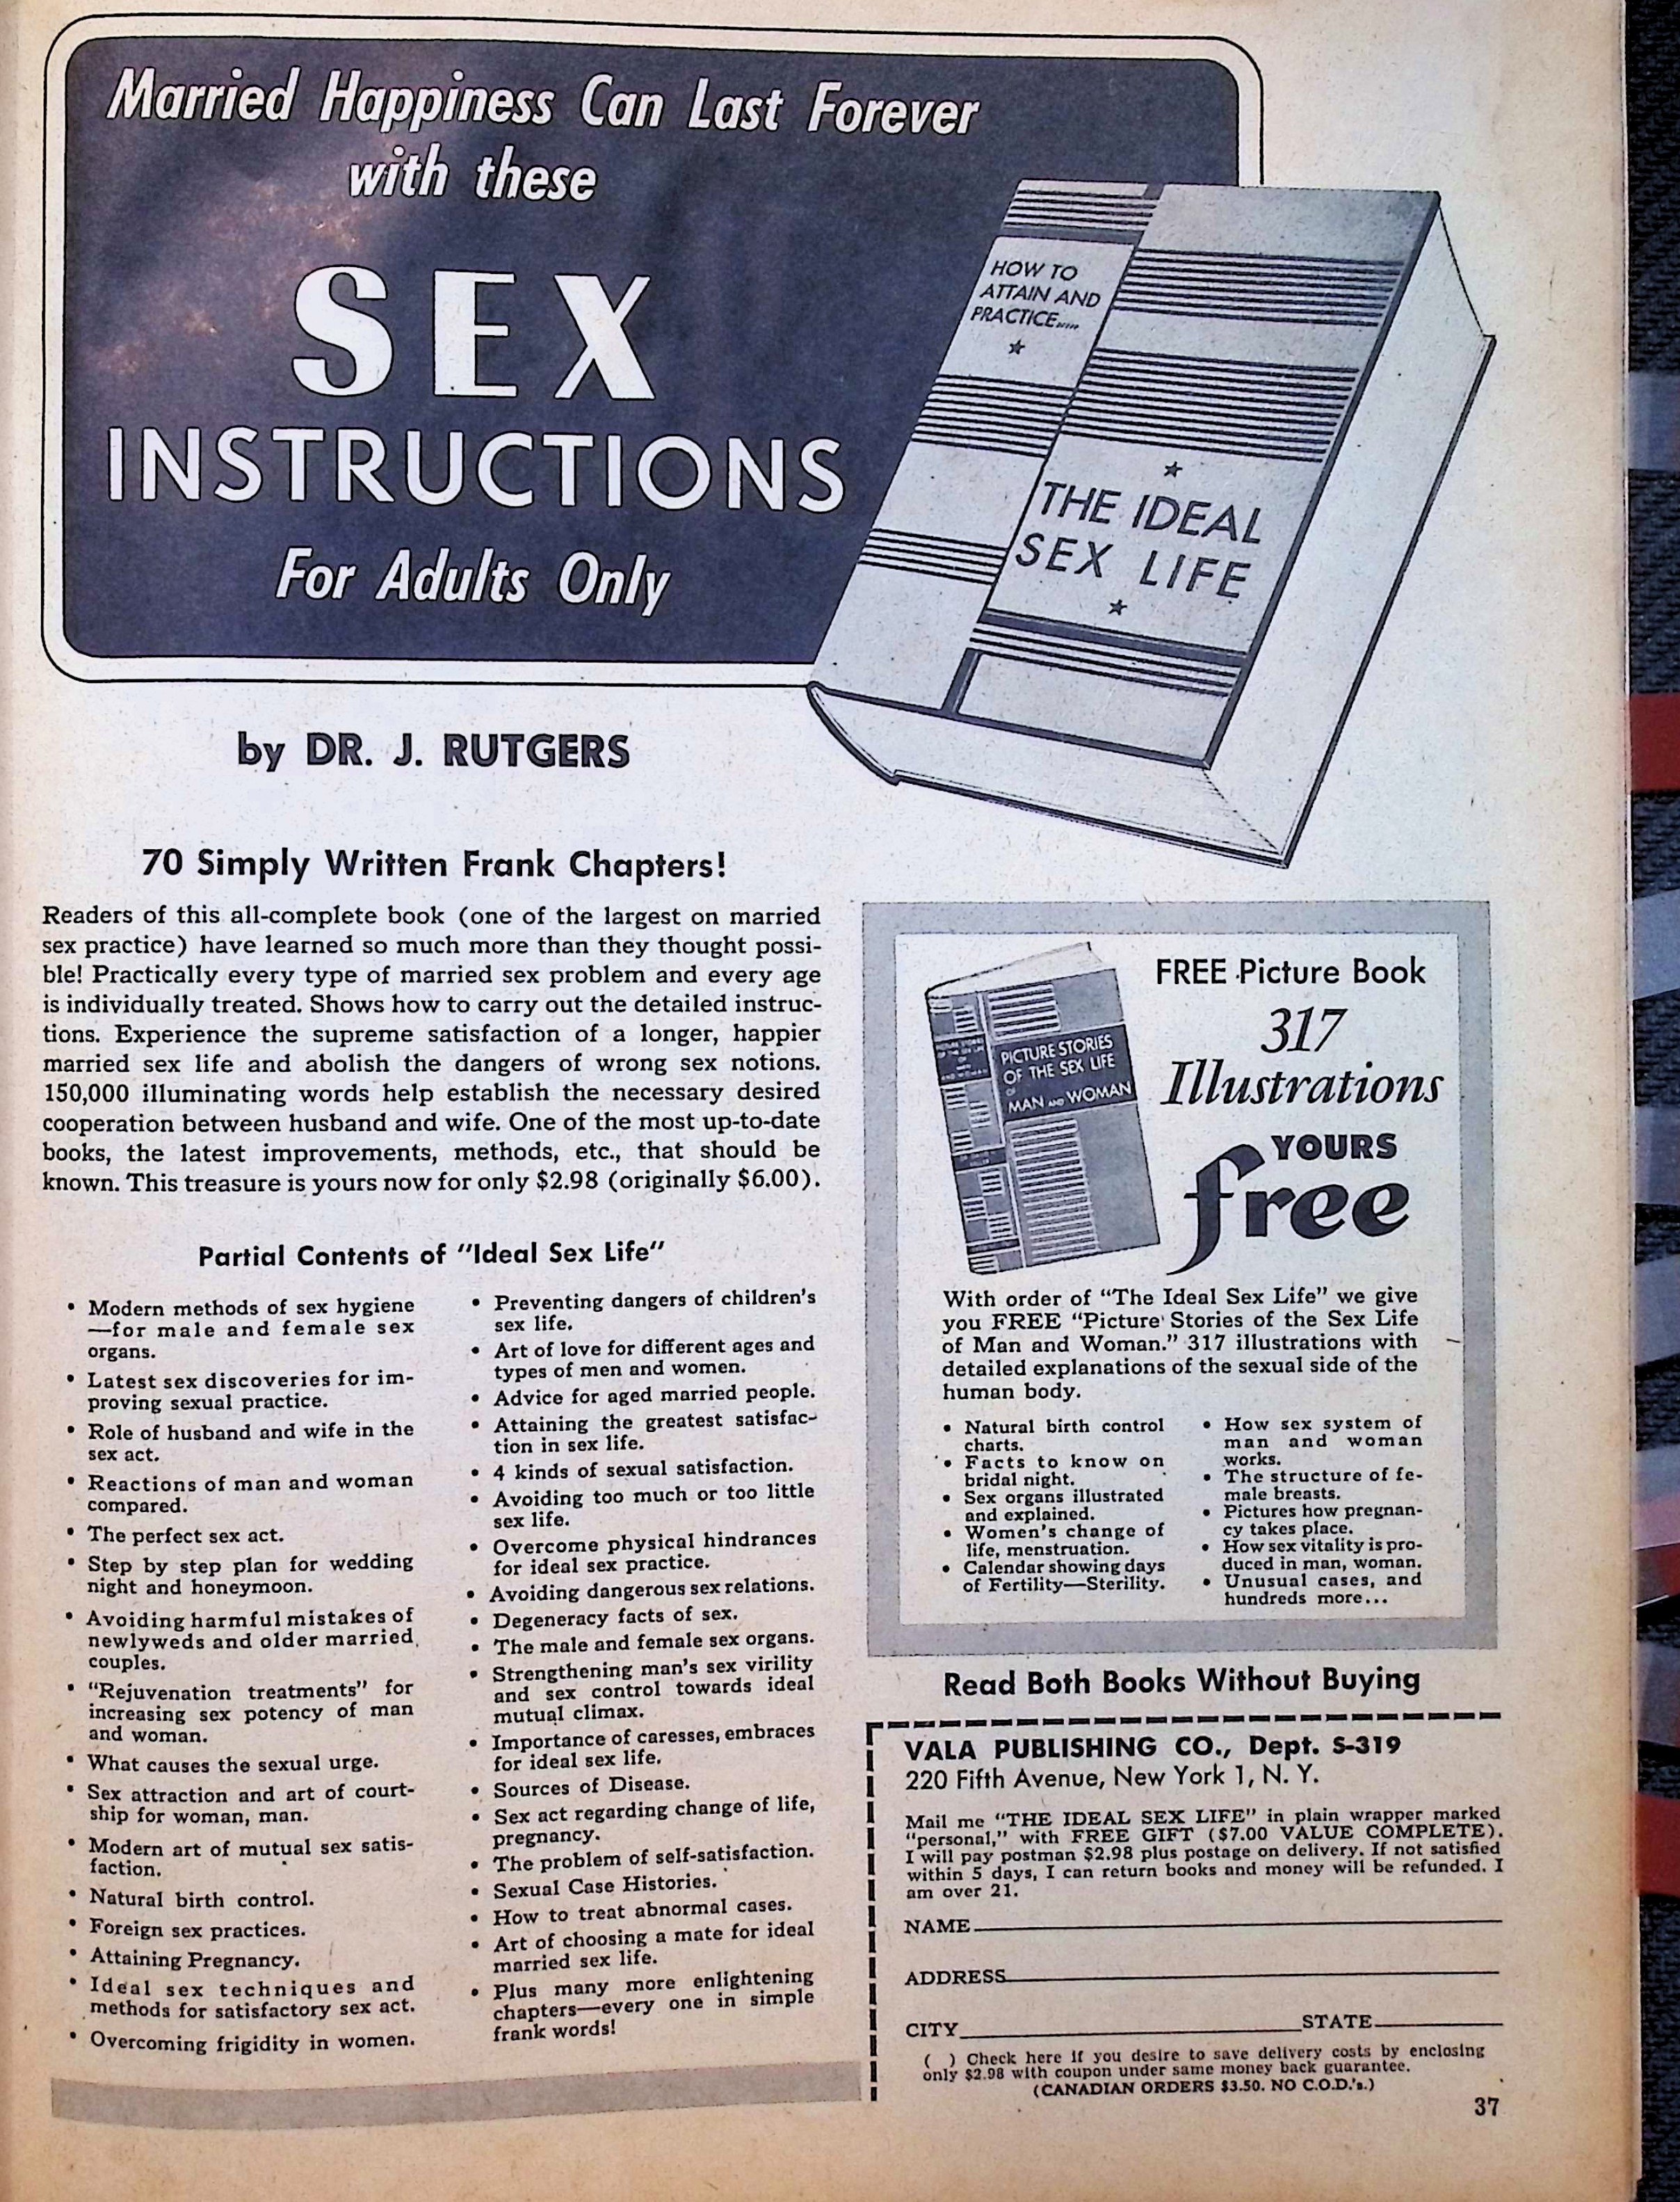 Married Happiness Can Last Forever
with these
SEX
INSTRUCTIONS
For Adults Only
HOW TO
ATTAIN AND
PRACTICE.....
THE IDEAL
SEX LIFE
by DR. J. RUTGERS
70 Simply Written Frank Chapters!
Readers of this all-complete book (one of the largest on married
sex practice) have learned so much more than they thought possi-
ble! Practically every type of married sex problem and every age
is individually treated. Shows how to carry out the detailed instruc-
tions. Experience the supreme satisfaction of a longer, happier
married sex life and abolish the dangers of wrong sex notions.
150,000 illuminating words help establish the necessary desired
cooperation between husband and wife. One of the most up-to-date
books, the latest improvements, methods, etc., that should be
known. This treasure is yours now for only $2.98 (originally $6.00).
Partial Contents of "Ideal Sex Life"
• Modern methods of sex hygiene
—for male and female sex
organs.
• Latest sex discoveries for im-
proving sexual practice.
• Role of husband and wife in the
sex act.
• Reactions of man and woman
compared.
• The perfect sex act.
• Step by step plan for wedding
night and honeymoon.
• Avoiding harmful mistakes of
newlyweds and older married
couples.
• "Rejuvenation treatments" for
increasing sex potency of man
and woman.
• What causes the sexual urge.
• Sex attraction and art of court-
ship for woman, man.
• Modern art of mutual sex satis-
faction.
• Natural birth control.
• Foreign sex practices.
• Attaining Pregnancy.
• Ideal sex techniques and
methods for satisfactory sex act.
• Overcoming frigidity in women.
• Preventing dangers of children's
sex life.
• Art of love for different ages and
types of men and women.
• Advice for aged married people.
• Attaining the greatest satisfac-
tion in sex life.
• 4 kinds of sexual satisfaction.
• Avoiding too much or too little
sex life.
• Overcome physical hindrances
for ideal sex practice.
• Avoiding dangerous sex relations.
• Degeneracy facts of sex.
• The male and female sex organs.
• Strengthening man's sex virility
and sex control towards ideal
mutual climax.
• Importance of caresses, embraces
for ideal sex life.
• Sources of Disease.
• Sex act regarding change of life,
pregnancy.
• The problem of self-satisfaction.
• Sexual Case Histories.
• How to treat abnormal cases.
• Art of choosing a mate for ideal
married sex life.
• Plus many more enlightening
chapters—every one in simple
frank words!
PICTURE STORIES
OF THE SEX LIFE
OF
MAN AND WOMAN
FREE Picture Book
317
Illustrations
YOURS
free
With order of "The Ideal Sex Life" we give
you FREE "Picture Stories of the Sex Life
of Man and Woman." 317 illustrations with
detailed explanations of the sexual side of the
human body.
• Natural birth control
charts.
• Facts to know on
bridal night.
• Sex organs illustrated
and explained.
• Women's change of
life, menstruation.
• Calendar showing days
of Fertility—Sterility.
• How sex system of
man and woman
works.
• The structure of fe-
male breasts.
• Pictures how pregnan-
cy takes place.
• How sex vitality is pro-
duced in man, woman.
• Unusual cases, and
hundreds more...
Read Both Books Without Buying
VALA PUBLISHING CO., Dept. S-319
220 Fifth Avenue, New York 1, N. Y.
Mail me "THE IDEAL SEX LIFE" in plain wrapper marked
"personal," with FREE GIFT ($7.00 VALUE COMPLETE).
I will pay postman $2.98 plus postage on delivery. If not satisfied
within 5 days, I can return books and money will be refunded. I
am over 21.
NAME
ADDRESS
CITY STATE
( ) Check here if you desire to save delivery costs by enclosing
only $2.98 with coupon under same money back guarantee.
(CANADIAN ORDERS $3.50. NO C.O.D.'s.)
37